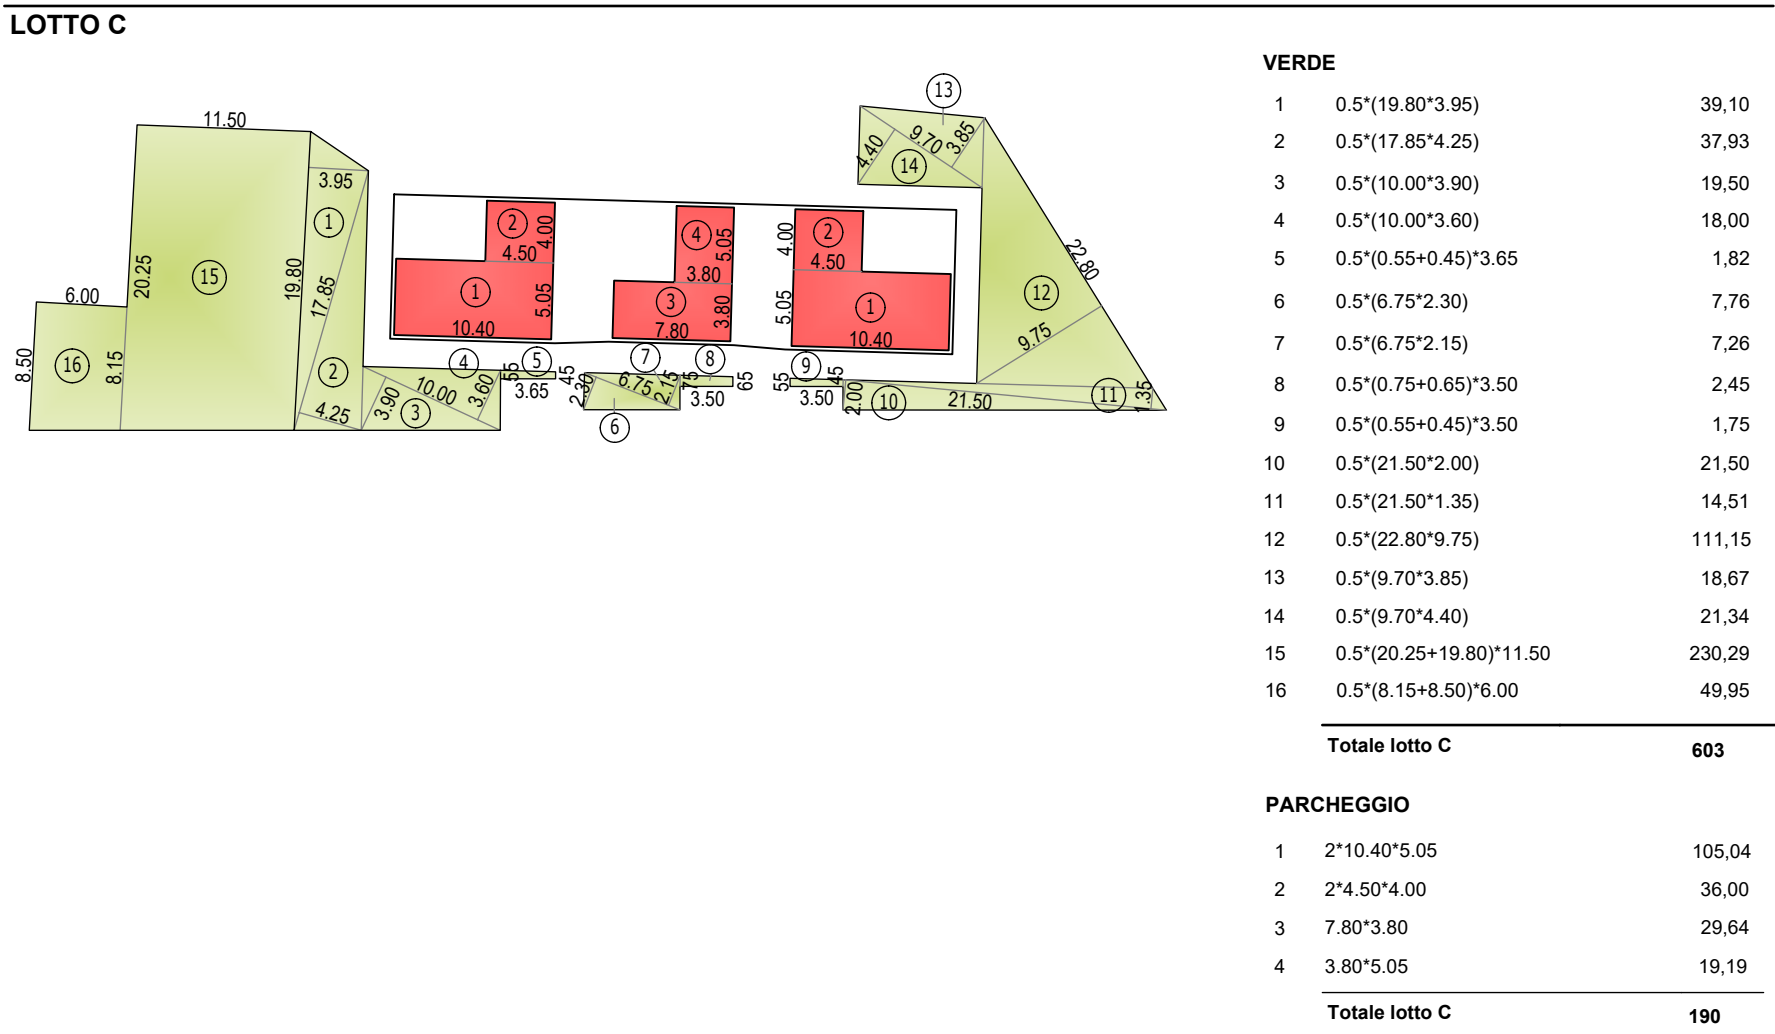 LOTTO C
13
11.50
9.70
3.85
4.40
14
3.95
1
2
4.00
4.50
4
5.05
3.80
4.00
2
4.50
22.80
20.25
15
19.80
17.85
1
5.05
10.40
3
3.80
7.80
5.05
1
10.40
12
9.75
6.00
8.50
16
8.15
2
4
10.00
3.60
3.90
3
4.25
55
5
45
3.65
2.30
7
6.75
2.15
6
75
8
65
3.50
9
55
45
3.50
2.00
10
21.50
11
1.35
VERDE
1 0.5*(19.80*3.95) 39,10
2 0.5*(17.85*4.25) 37,93
3 0.5*(10.00*3.90) 19,50
4 0.5*(10.00*3.60) 18,00
5 0.5*(0.55+0.45)*3.65 1,82
6 0.5*(6.75*2.30) 7,76
7 0.5*(6.75*2.15) 7,26
8 0.5*(0.75+0.65)*3.50 2,45
9 0.5*(0.55+0.45)*3.50 1,75
10 0.5*(21.50*2.00) 21,50
11 0.5*(21.50*1.35) 14,51
12 0.5*(22.80*9.75) 111,15
13 0.5*(9.70*3.85) 18,67
14 0.5*(9.70*4.40) 21,34
15 0.5*(20.25+19.80)*11.50 230,29
16 0.5*(8.15+8.50)*6.00 49,95
Totale lotto C 603
PARCHEGGIO
1 2*10.40*5.05 105,04
2 2*4.50*4.00 36,00
3 7.80*3.80 29,64
4 3.80*5.05 19,19
Totale lotto C 190